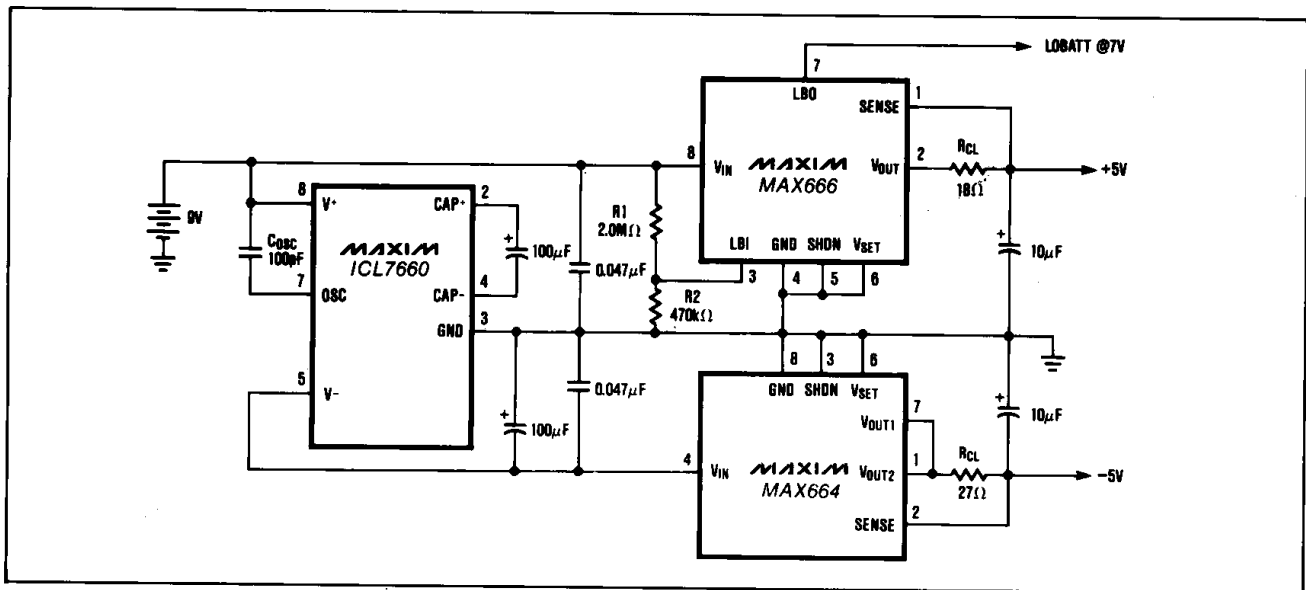 LOBATT @7V
7
LBO
SENSE
1
8
VIN
MAXIM
MAX666
VOUT
2
RCL
18Ω
+5V
9V
8
V+
CAP+
2
COSC
100pF
MAXIM
ICL7660
+
100µF
7
OSC
CAP-
4
GND
3
5
V-
+
100µF
0.047µF
0.047µF
R1
2.0MΩ
R2
470kΩ
LBI
GND
SHDN
VSET
3
4
5
6
+
10µF
8
3
6
GND
SHDN
VSET
7
VOUT1
4
VIN
MAXIM
MAX664
1
VOUT2
RCL
27Ω
SENSE
2
+
10µF
-5V